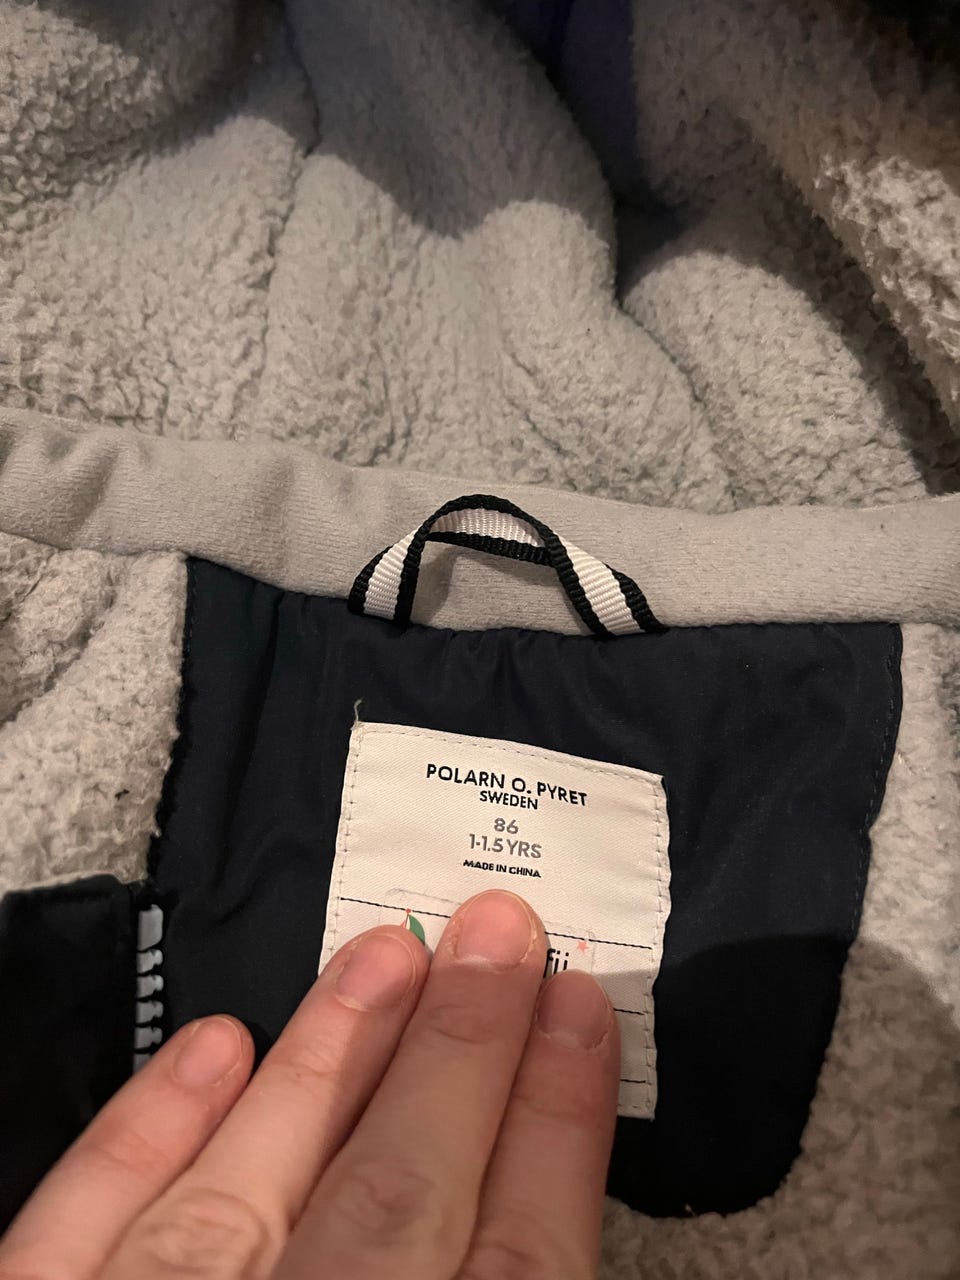 POLARN O. PYRET
SWEDEN
86
1-1.5 YRS
MADE IN CHINA